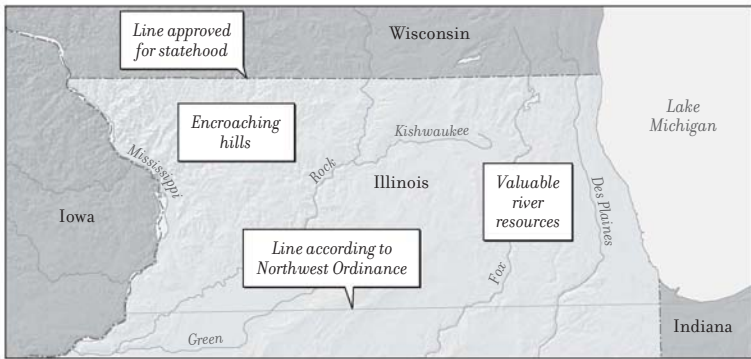 Line approved
for statehood
Wisconsin
Encroaching
hills
Lake
Michigan
Kishwaukee
Mississippi
Rock
Illinois
Valuable
river
resources
Des Plaines
Iowa
Line according to
Northwest Ordinance
Fox
Green
Indiana